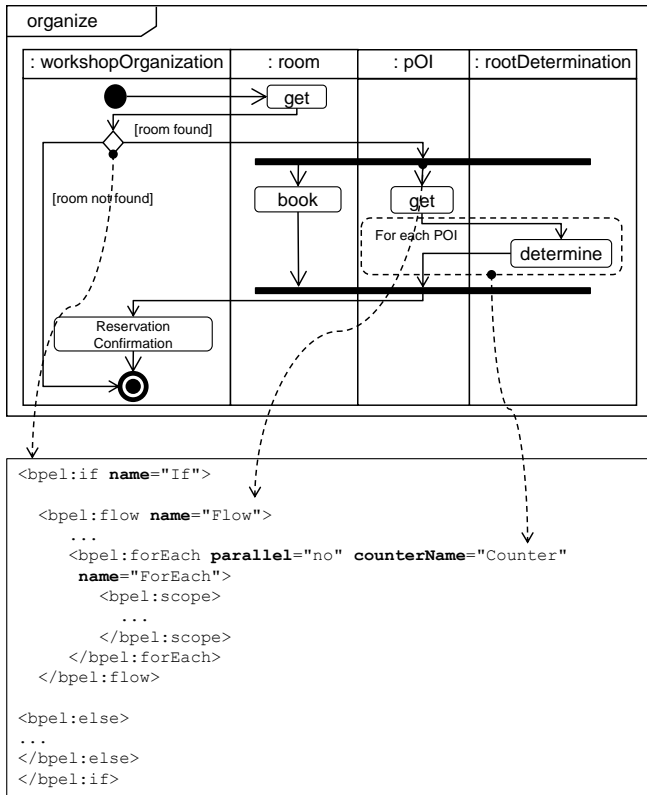 organize
: workshopOrganization
: room
: pOI
: rootDetermination
get
[room found]
[room not found]
book
get
For each POI
determine
Reservation
Confirmation
<bpel:if name="If">
<bpel:flow name="Flow">
...
<bpel:forEach parallel="no" counterName="Counter"
name="ForEach">
<bpel:scope>
...
</bpel:scope>
</bpel:forEach>
</bpel:flow>
<bpel:else>
...
</bpel:else>
</bpel:if>